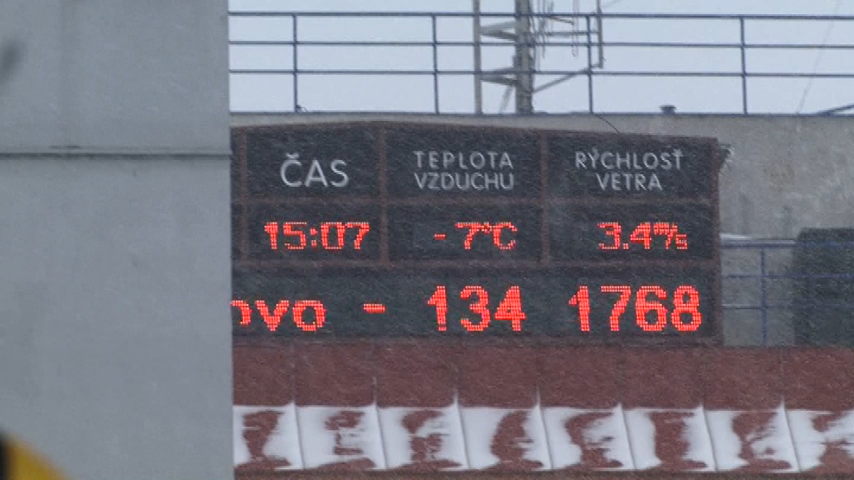 ČAS
TEPLOTA VZDUCHU
RÝCHLOSŤ VETRA
15:07 -7°C 3.4m/s
ovo - 134 1768